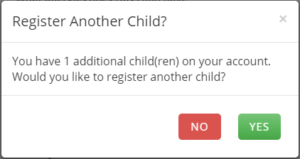 Register Another Child? ×
You have 1 additional child(ren) on your account.
Would you like to register another child?
NO YES